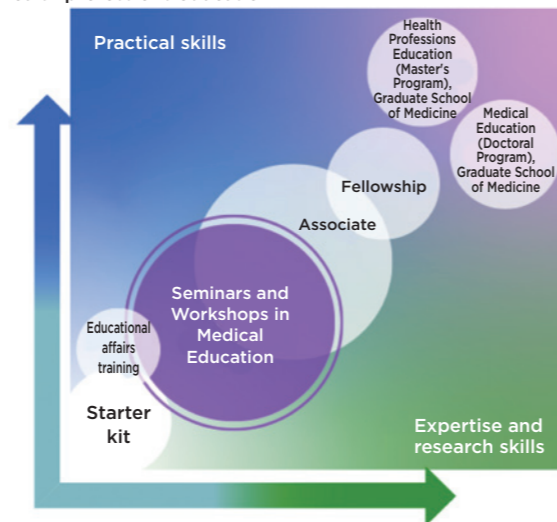 Practical skills
Health
Professions
Education
(Master's
Program),
Graduate School
of Medicine
Medical
Education
(Doctoral
Program),
Graduate School
of Medicine
Fellowship
Associate
Seminars and
Workshops in
Medical
Education
Educational
affairs
training
Starter
kit
Expertise and
research skills